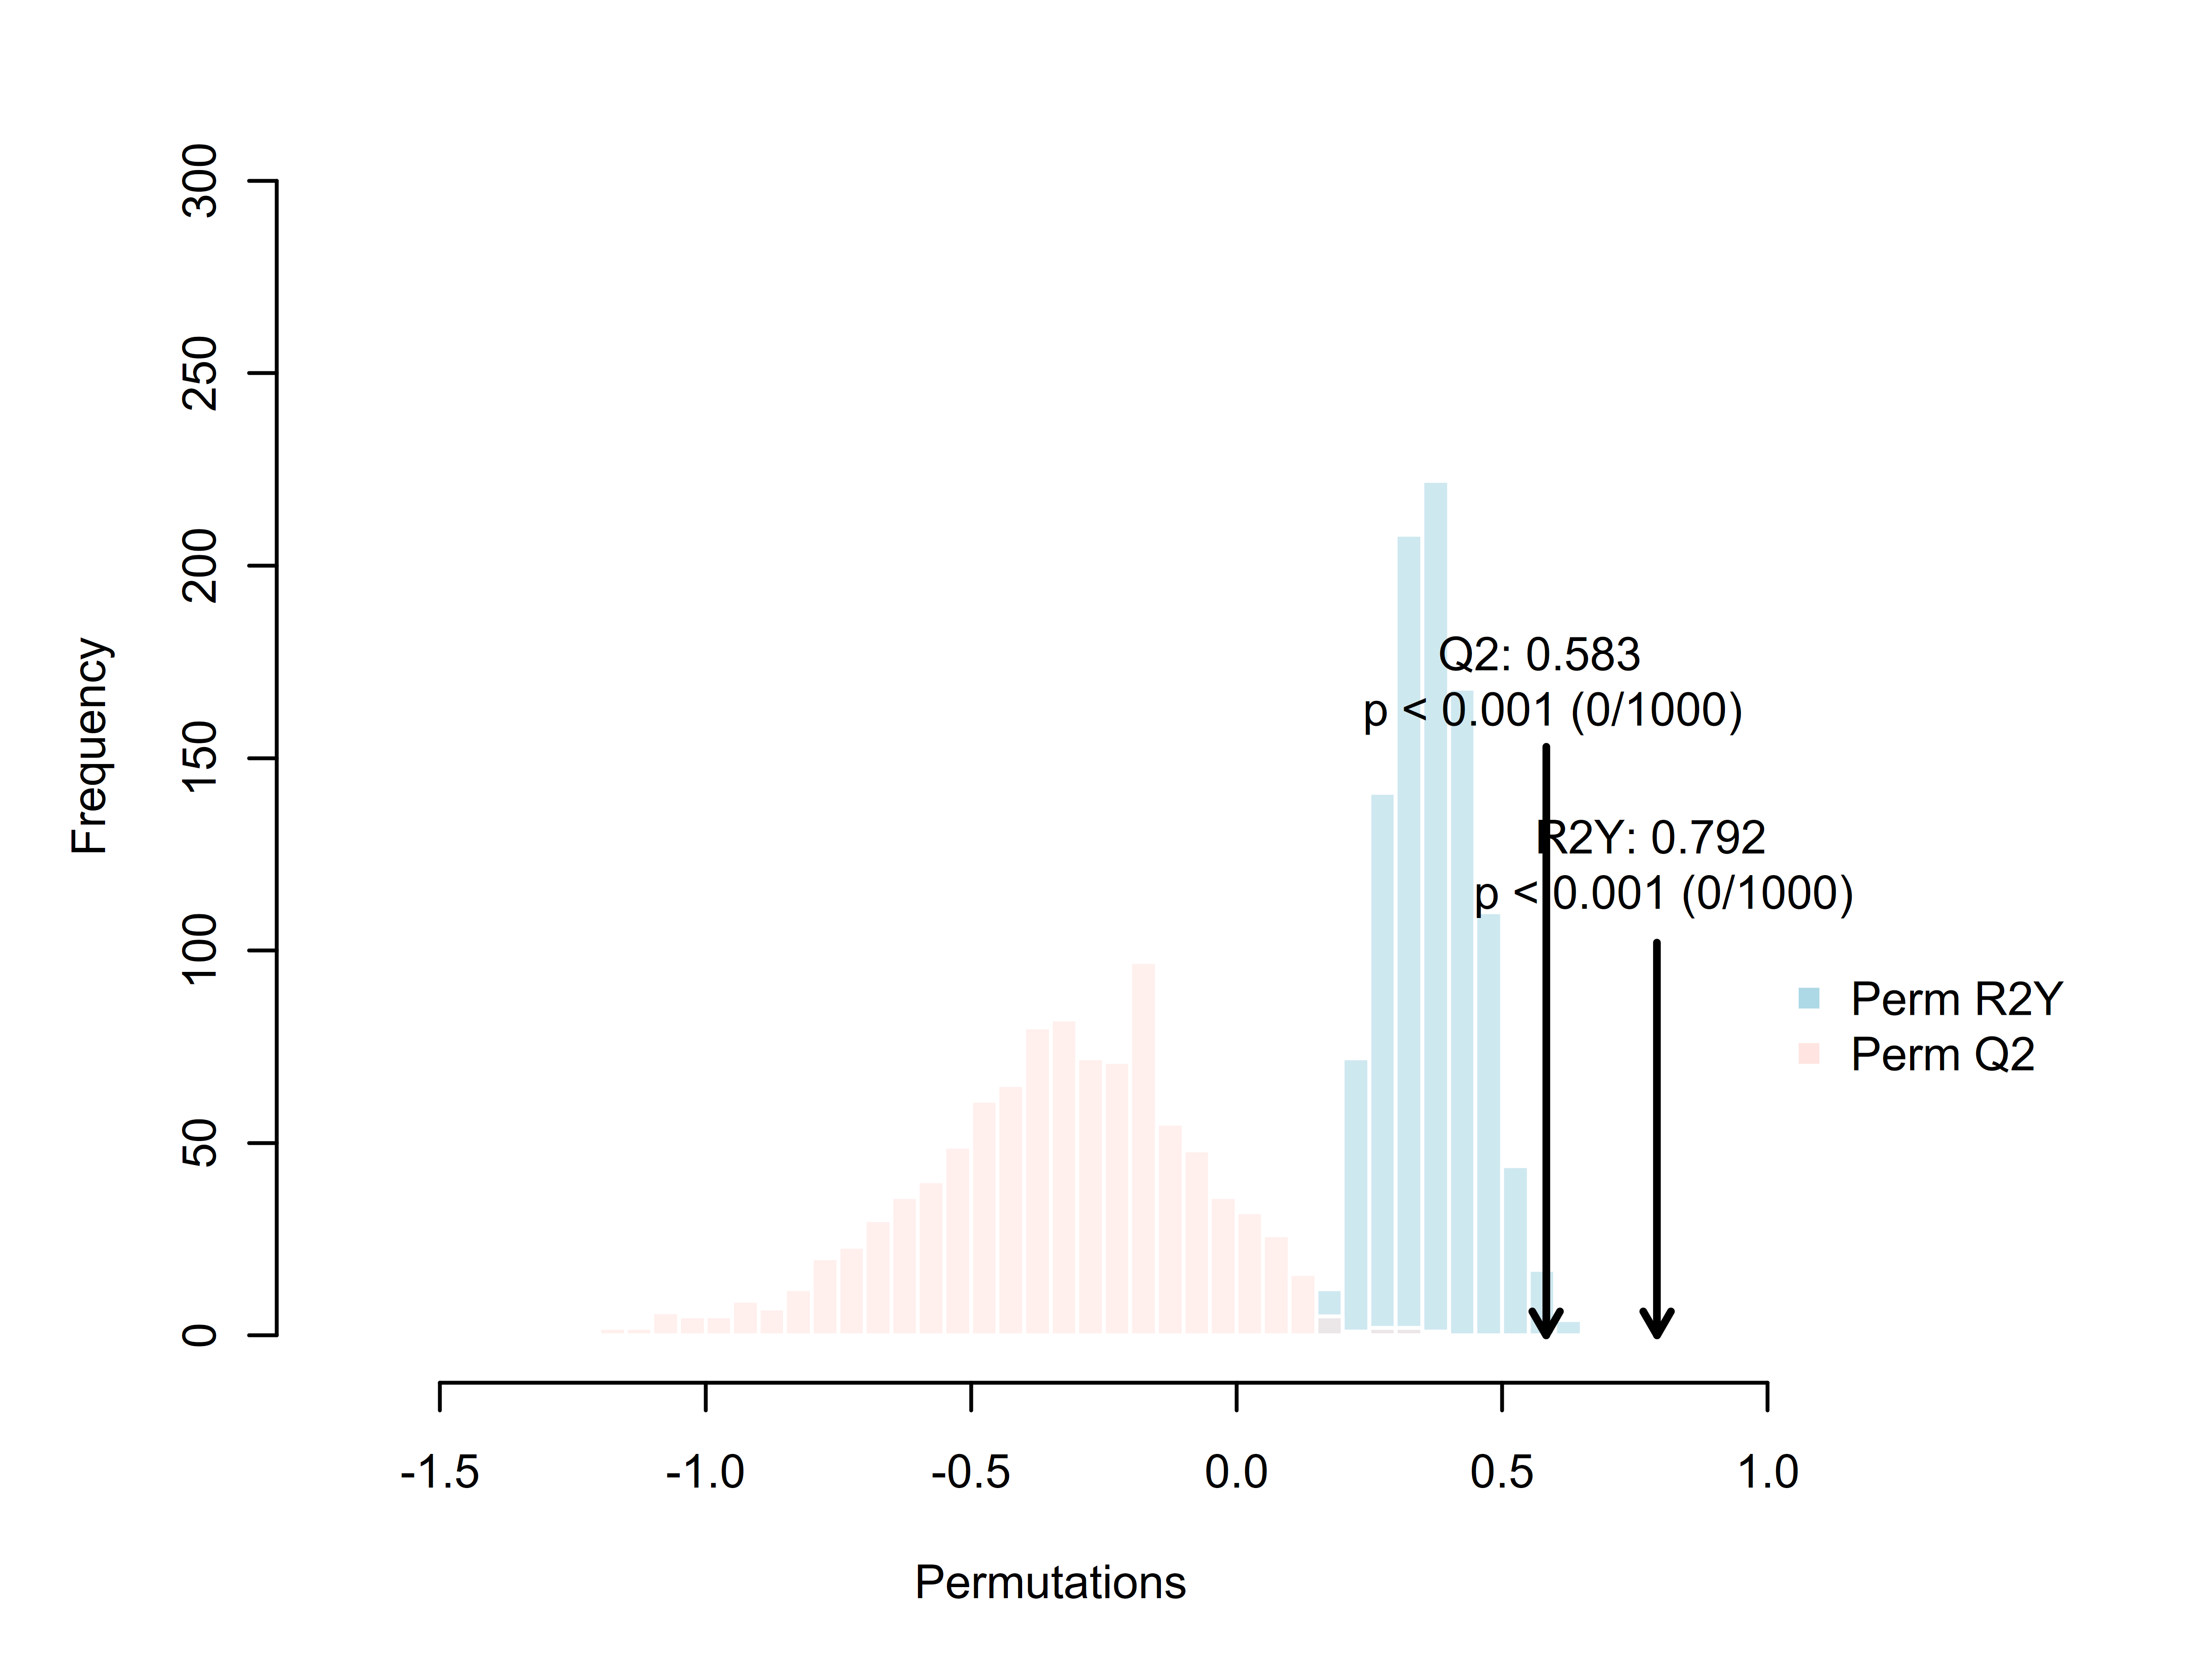 300
250
200
150
100
50
0
Frequency
Q2: 0.583
p < 0.001 (0/1000)
R2Y: 0.792
p < 0.001 (0/1000)
Perm R2Y
Perm Q2
-1.5 -1.0 -0.5 0.0 0.5 1.0
Permutations